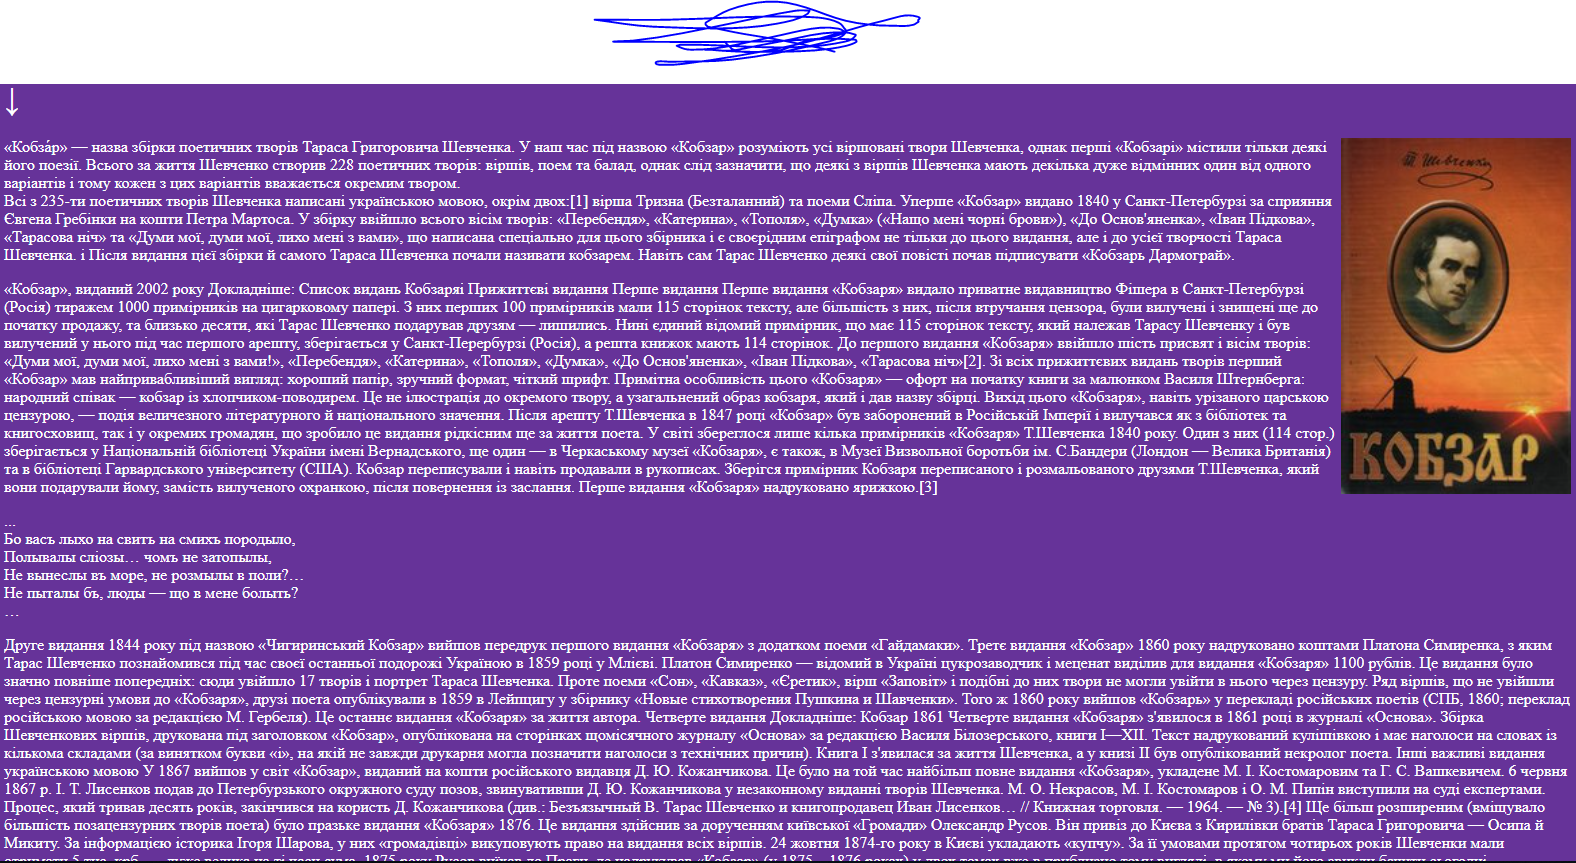 ↓
«Кобза́р» — назва збірки поетичних творів Тараса Григоровича Шевченка. У наш час під назвою «Кобзар» розуміють усі віршовані твори Шевченка, однак перші «Кобзарі» містили тільки деякі
його поезії. Всього за життя Шевченко створив 228 поетичних творів: віршів, поем та балад, однак слід зазначити, що деякі з віршів Шевченка мають декілька дуже відмінних один від одного
варіантів і тому кожен з цих варіантів вважається окремим твором.
Всі з 235-ти поетичних творів Шевченка написані українською мовою, окрім двох:[1] вірша Тризна (Безталанний) та поеми Сліпа. Уперше «Кобзар» видано 1840 у Санкт-Петербурзі за сприяння
Євгена Гребінки на кошти Петра Мартоса. У збірку ввійшло всього вісім творів: «Перебендя», «Катерина», «Тополя», «Думка» («Нащо мені чорні брови»), «До Основ'яненка», «Іван Підкова»,
«Тарасова ніч» та «Думи мої, думи мої, лихо мені з вами», що написана спеціально для цього збірника і є своєрідним епіграфом не тільки до цього видання, але і до усієї творчості Тараса
Шевченка. і Після видання цієї збірки й самого Тараса Шевченка почали називати кобзарем. Навіть сам Тарас Шевченко деякі свої повісті почав підписувати «Кобзарь Дармограй».
«Кобзар», виданий 2002 року Докладніше: Список видань Кобзаряі Прижиттєві видання Перше видання Перше видання «Кобзаря» видало приватне видавництво Фішера в Санкт-Петербурзі
(Росія) тиражем 1000 примірників на цигарковому папері. З них перших 100 примірників мали 115 сторінок тексту, але більшість з них, після втручання цензора, були вилучені і знищені ще до
початку продажу, та близько десяти, які Тарас Шевченко подарував друзям — лишились. Нині єдиний відомий примірник, що має 115 сторінок тексту, який належав Тарасу Шевченку і був
вилучений у нього під час першого арешту, зберігається у Санкт-Перербурзі (Росія), а решта книжок мають 114 сторінок. До першого видання «Кобзаря» ввійшло шість присвят і вісім творів:
«Думи мої, думи мої, лихо мені з вами!», «Перебендя», «Катерина», «Тополя», «Думка», «До Основ'яненка», «Іван Підкова», «Тарасова ніч»[2]. Зі всіх прижиттєвих видань творів перший
«Кобзар» мав найпривабливіший вигляд: хороший папір, зручний формат, чіткий шрифт. Примітна особливість цього «Кобзаря» — офорт на початку книги за малюнком Василя Штернберга:
народний співак — кобзар із хлопчиком-поводирем. Це не ілюстрація до окремого твору, а узагальнений образ кобзаря, який і дав назву збірці. Вихід цього «Кобзаря», навіть урізаного царською
цензурою, — подія величезного літературного й національного значення. Після арешту Т.Шевченка в 1847 році «Кобзар» був заборонений в Російській Імперії і вилучався як з бібліотек та
книгосховищ, так і у окремих громадян, що зробило це видання рідкісним ще за життя поета. У світі збереглося лише кілька примірників «Кобзаря» Т.Шевченка 1840 року. Один з них (114 стор.)
зберігається у Національній бібліотеці України імені Вернадського, ще один — в Черкаському музеї «Кобзаря», є також, в Музеї Визвольної боротьби ім. С.Бандери (Лондон — Велика Британія)
та в бібліотеці Гарвардського університету (США). Кобзар переписували і навіть продавали в рукописах. Зберігся примірник Кобзаря переписаного і розмальованого друзями Т.Шевченка, який
вони подарували йому, замість вилученого охранкою, після повернення із заслання. Перше видання «Кобзаря» надруковано ярижкою.[3]
Т. Шевченко
КОБЗАР
...
Бо васъ лыхо на свитъ на смихъ породыло,
Полывалы слiозы… чомъ не затопылы,
Не вынеслы въ море, не розмылы в поли?…
Не пыталы бъ, люды — що в мене болыть?
…
Друге видання 1844 року під назвою «Чигиринський Кобзар» вийшов передрук першого видання «Кобзаря» з додатком поеми «Гайдамаки». Третє видання «Кобзар» 1860 року надруковано коштами Платона Симиренка, з яким
Тарас Шевченко познайомився під час своєї останньої подорожі Україною в 1859 році у Млієві. Платон Симиренко — відомий в Україні цукрозаводчик і меценат виділив для видання «Кобзаря» 1100 рублів. Це видання було
значно повніше попередніх: сюди увійшло 17 творів і портрет Тараса Шевченка. Проте поеми «Сон», «Кавказ», «Єретик», вірш «Заповіт» і подібні до них твори не могли увійти в нього через цензуру. Ряд віршів, що не увійшли
через цензурні умови до «Кобзаря», друзі поета опублікували в 1859 в Лейпцигу у збірнику «Новые стихотворения Пушкина и Шавченки». Того ж 1860 року вийшов «Кобзарь» у перекладі російських поетів (СПБ, 1860; переклад
російською мовою за редакцією М. Гербеля). Це останнє видання «Кобзаря» за життя автора. Четверте видання Докладніше: Кобзар 1861 Четверте видання «Кобзаря» з'явилося в 1861 році в журналі «Основа». Збірка
Шевченкових віршів, друкована під заголовком «Кобзар», опублікована на сторінках щомісячного журналу «Основа» за редакцією Василя Білозерського, книги I—XII. Текст надрукований кулішівкою і має наголоси на словах із
кількома складами (за винятком букви «і», на якій не завжди друкарня могла позначити наголоси з технічних причин). Книга I з'явилася за життя Шевченка, а у книзі II був опублікований некролог поета. Інші важливі видання
українською мовою У 1867 вийшов у світ «Кобзар», виданий на кошти російського видавця Д. Ю. Кожанчикова. Це було на той час найбільш повне видання «Кобзаря», укладене М. І. Костомаровим та Г. С. Вашкевичем. 6 червня
1867 р. І. Т. Лисенков подав до Петербурзького окружного суду позов, звинувативши Д. Ю. Кожанчикова у незаконному виданні творів Шевченка. М. О. Некрасов, М. І. Костомаров і О. М. Пипін виступили на суді експертами.
Процес, який тривав десять років, закінчився на користь Д. Кожанчикова (див.: Безъязычный В. Тарас Шевченко и книгопродавец Иван Лисенков… // Книжная торговля. — 1964. — № 3).[4] Ще більш розширеним (вміщувало
більшість позацензурних творів поета) було празьке видання «Кобзаря» 1876. Це видання здійснив за дорученням київської «Громади» Олександр Русов. Він привіз до Києва з Кирилівки братів Тараса Григоровича — Осипа й
Микиту. За інформацією історика Ігоря Шарова, у них «громадівці» викуповують право на видання всіх віршів. 24 жовтня 1874-го року в Києві укладають «купчу». За її умовами протягом чотирьох років Шевченки мали